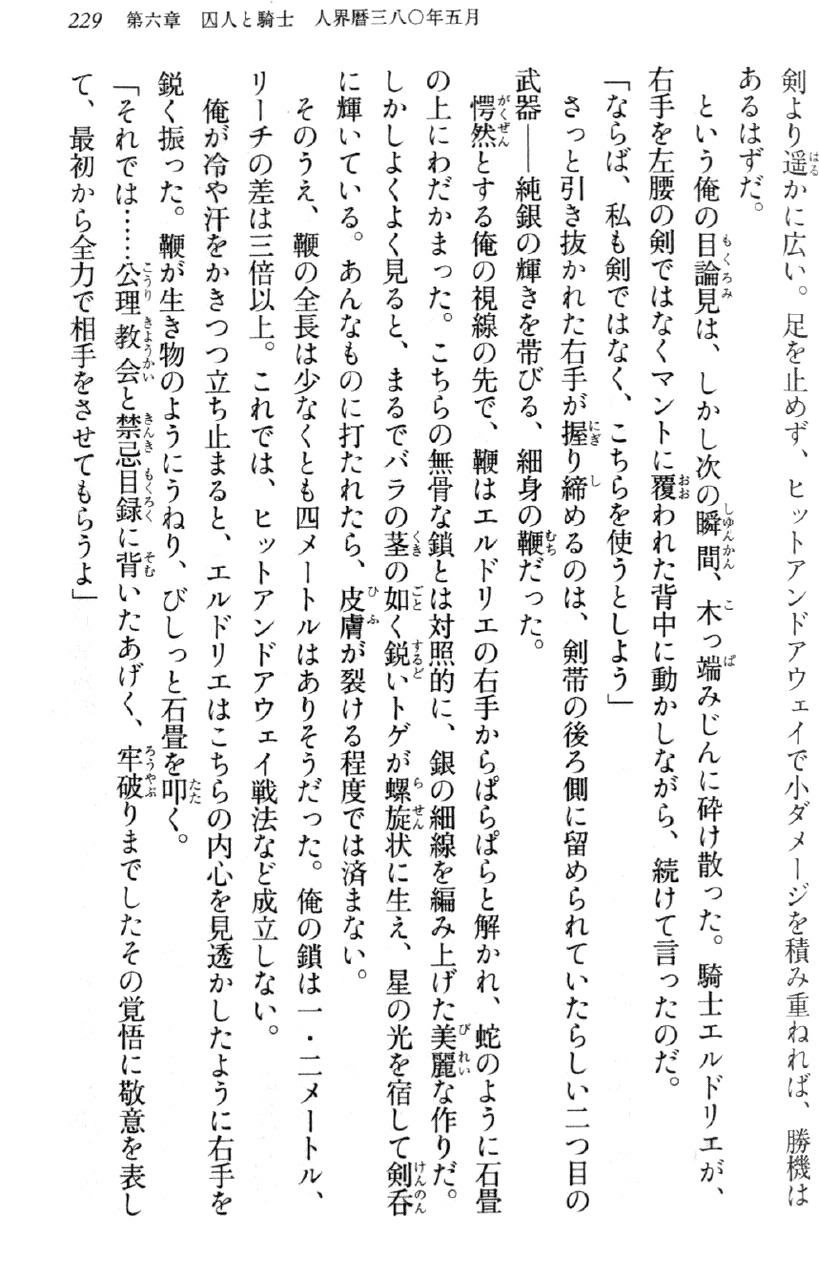 229 第六章 囚人と騎士 人界暦三八〇年五月
剣より遥かに広い。足を止めず、ヒットアンドアウェイで小ダメージを積み重ねれば、勝機は
あるはずだ。
という俺の目論見は、しかし次の瞬間、木っ端みじんに砕け散った。騎士エルドリエが、
右手を左腰の剣ではなくマントに覆われた背中に動かしながら、続けて言ったのだ。
「ならば、私も剣ではなく、こちらを使うとしよう」
さっと引き抜かれた右手が握り締めるのは、剣帯の後ろ側に留められていたらしい二つ目の
武器――純銀の輝きを帯びる、細身の鞭だった。
愕然とする俺の視線の先で、鞭はエルドリエの右手からぱらぱらと解かれ、蛇のように石畳
の上にわだかまった。こちらの無骨な鎖とは対照的に、銀の細線を編み上げた美麗な作りだ。
しかしよくよく見ると、まるでバラの茎の如く鋭いトゲが螺旋状に生え、星の光を宿して剣呑
に輝いている。あんなものに打たれたら、皮膚が裂ける程度では済まない。
そのうえ、鞭の全長は少なくとも四メートルはありそうだった。俺の鎖は一・二メートル、
リーチの差は三倍以上。これでは、ヒットアンドアウェイ戦法など成立しない。
俺が冷や汗をかきつつ立ち止まると、エルドリエはこちらの内心を見透かしたように右手を
鋭く振った。鞭が生き物のようにうねり、びしっと石畳を叩く。
「それでは……公理教会と禁忌目録に背いたあげく、牢破りまでしたその覚悟に敬意を表し
て、最初から全力で相手をさせてもらうよ」